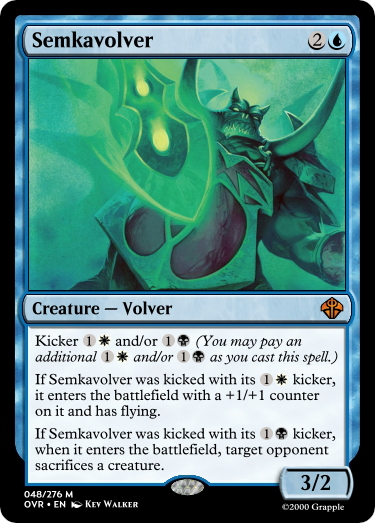 Semkavolver 2
Creature — Volver
Kicker 1 and/or 1 (You may pay an
additional 1 and/or 1 as you cast this spell.)
If Semkavolver was kicked with its 1 kicker,
it enters the battlefield with a +1/+1 counter
on it and has flying.
If Semkavolver was kicked with its 1 kicker,
when it enters the battlefield, target opponent
sacrifices a creature.
3/2
048/276 M
OVR • EN Key Walker
©2000 Grapple